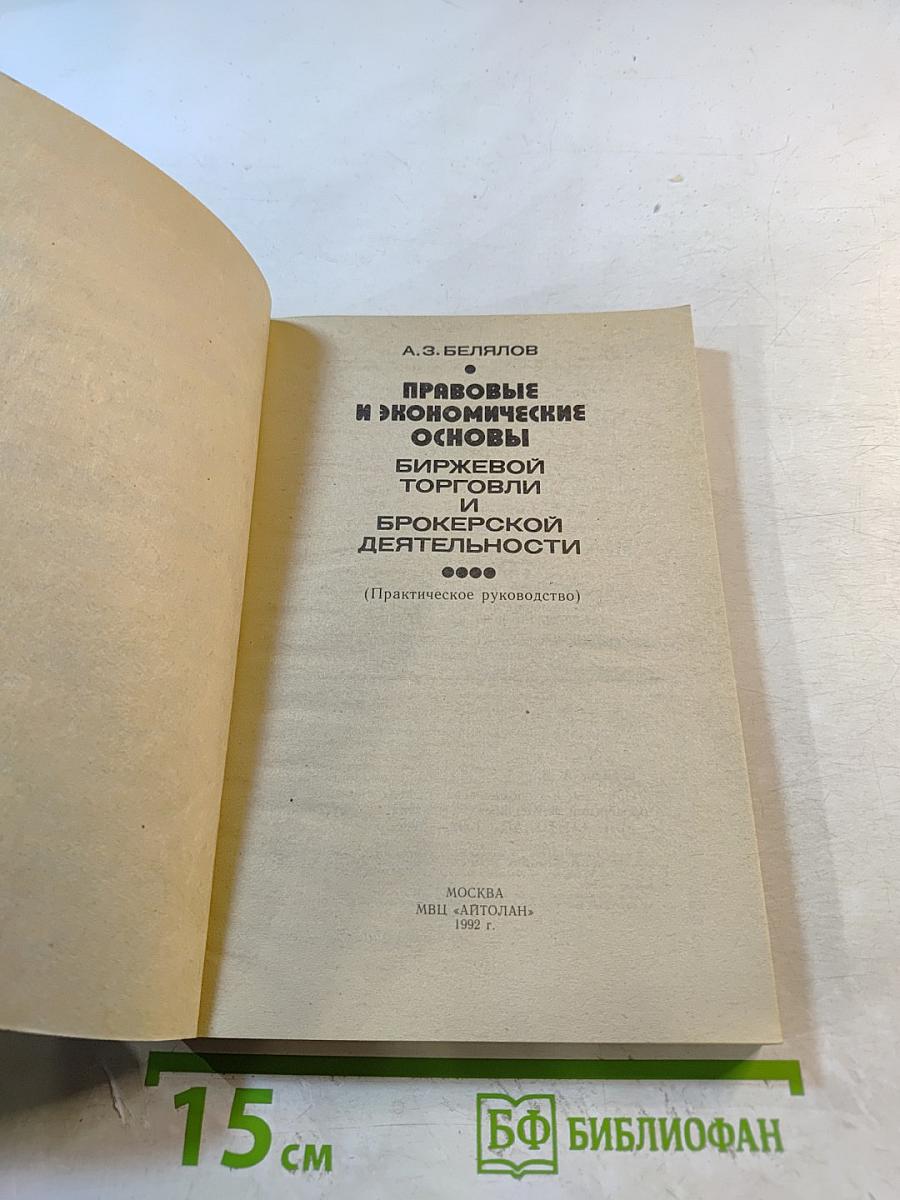 А. З. БЕЛЯЛОВ
ПРАВОВЫЕ
И ЭКОНОМИЧЕСКИЕ
ОСНОВЫ
БИРЖЕВОЙ
ТОРГОВЛИ
И
БРОКЕРСКОЙ
ДЕЯТЕЛЬНОСТИ
(Практическое руководство)
МОСКВА
МВЦ «АЙТОЛАН»
1992 г.
15 см
БФ БИБЛИОФАН